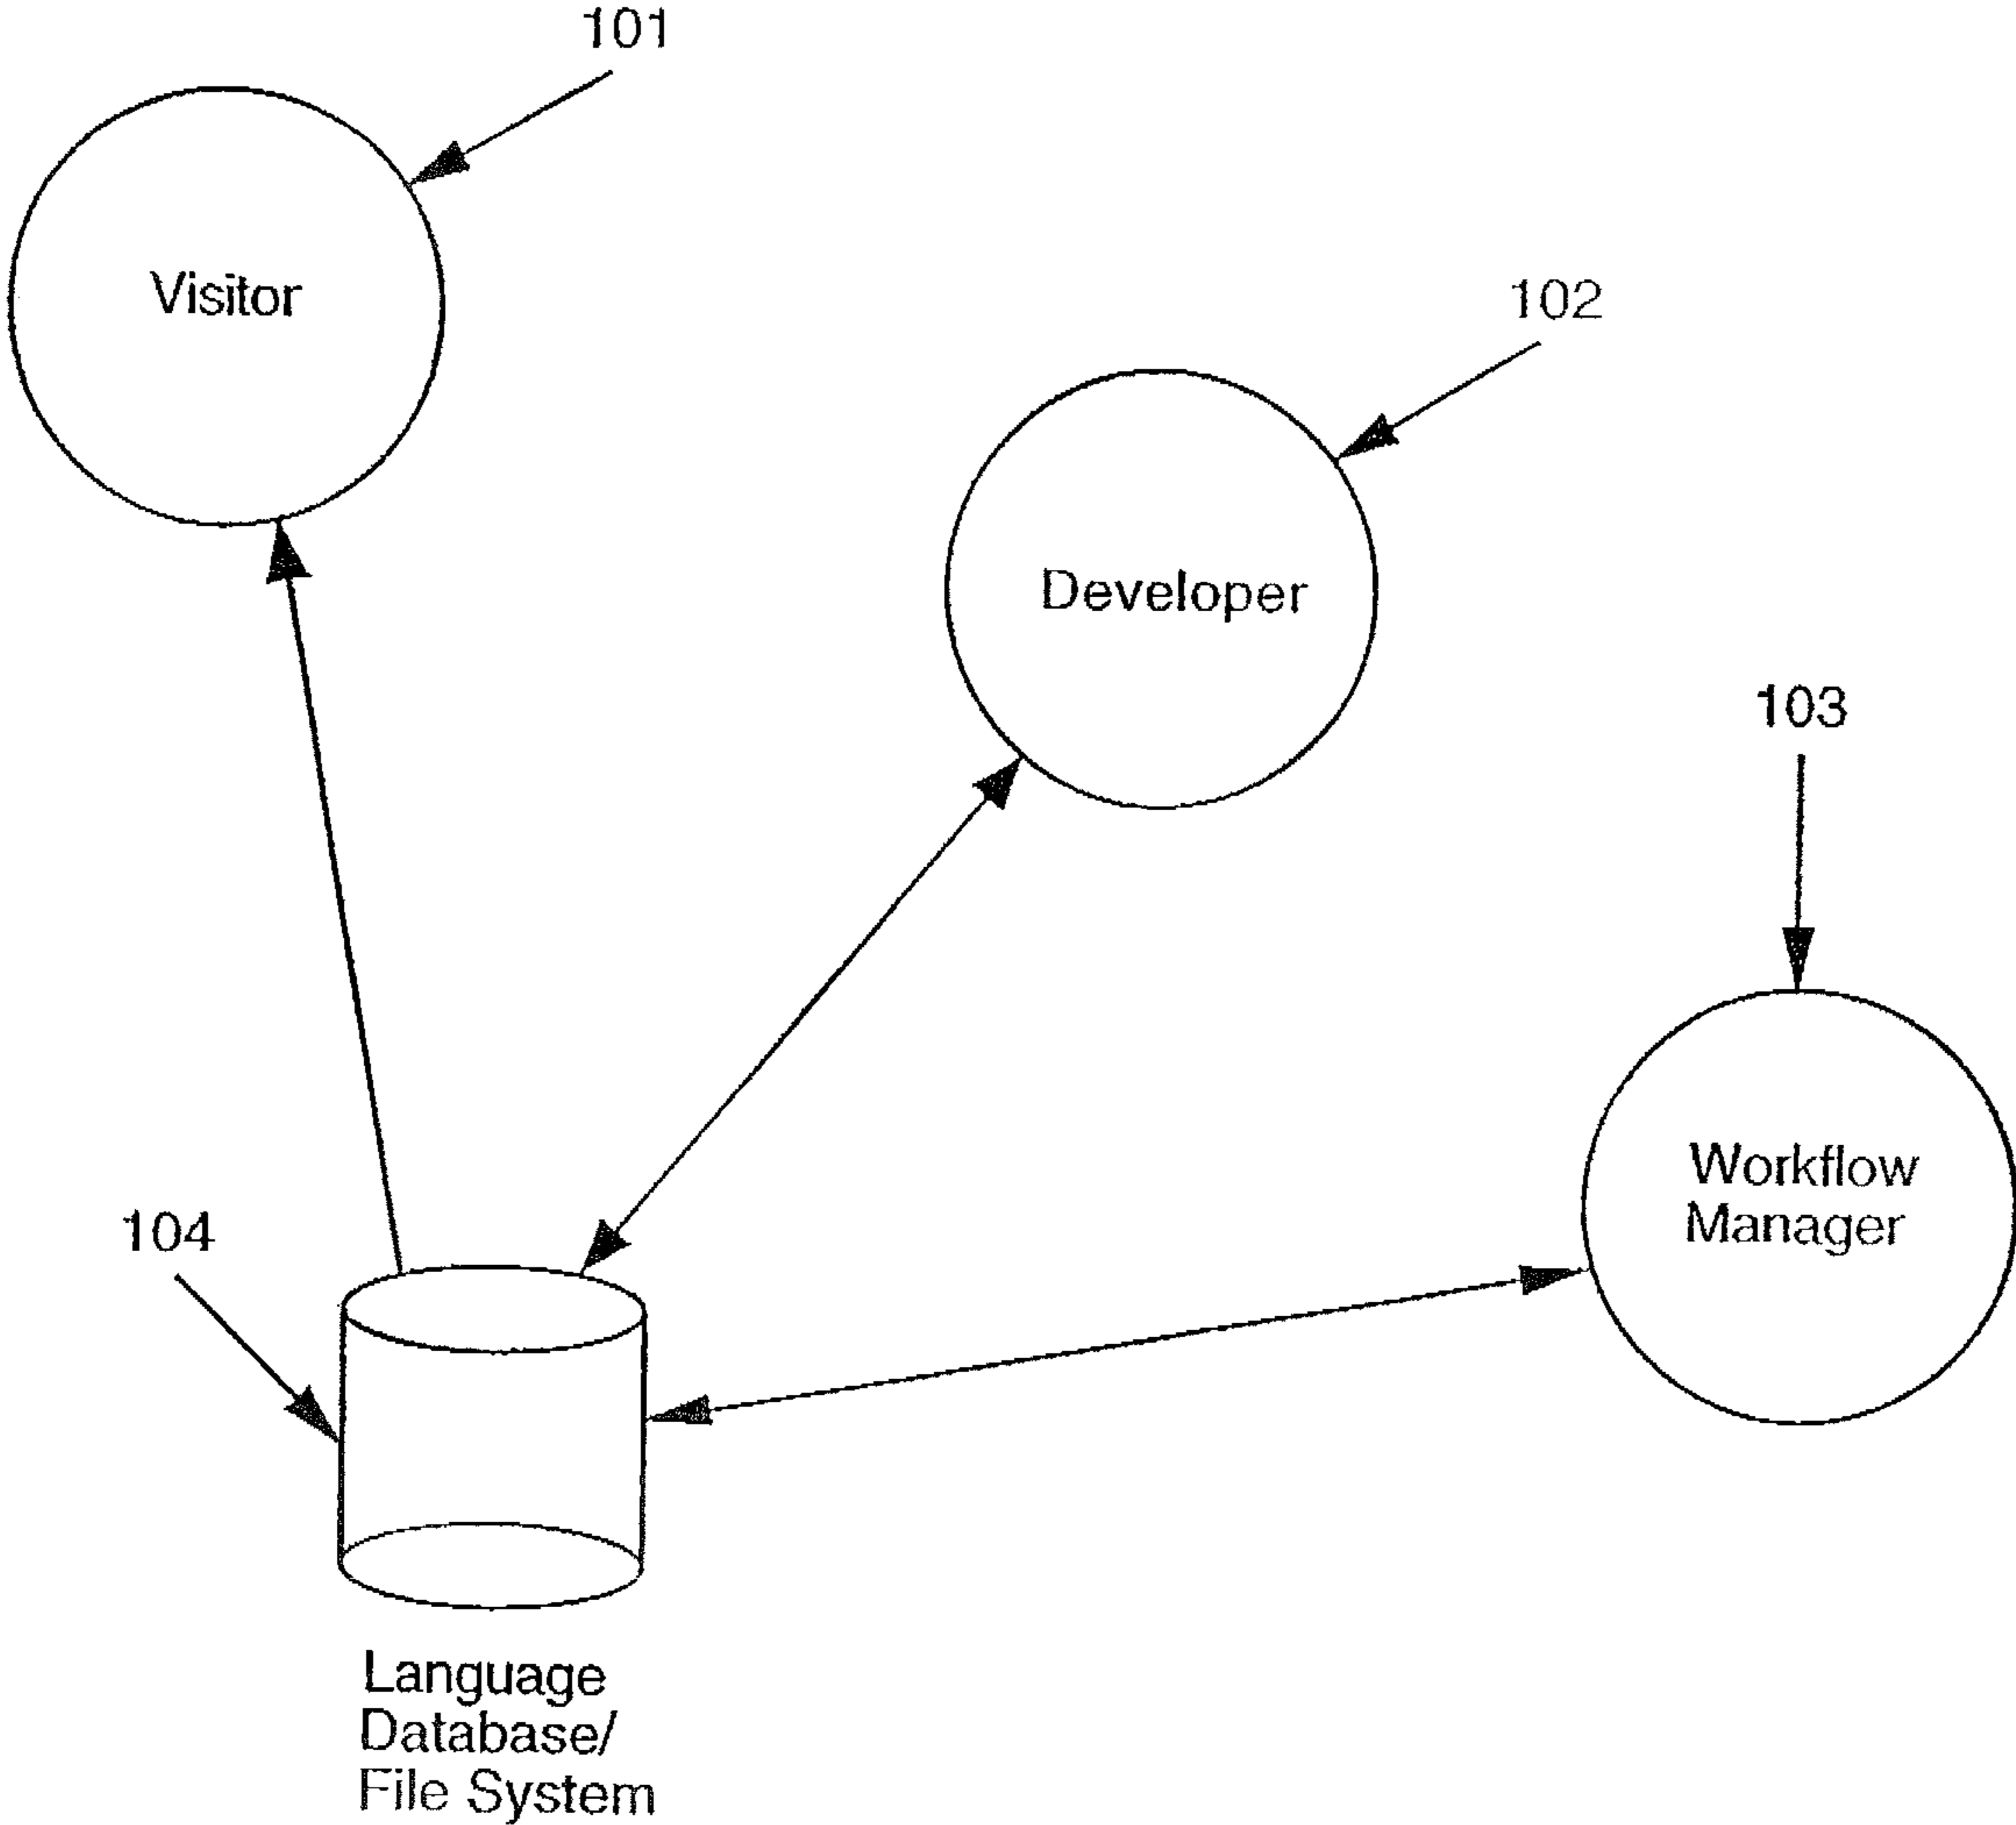 101
Visitor
102
Developer
103
Workflow
Manager
104
Language
Database/
File System